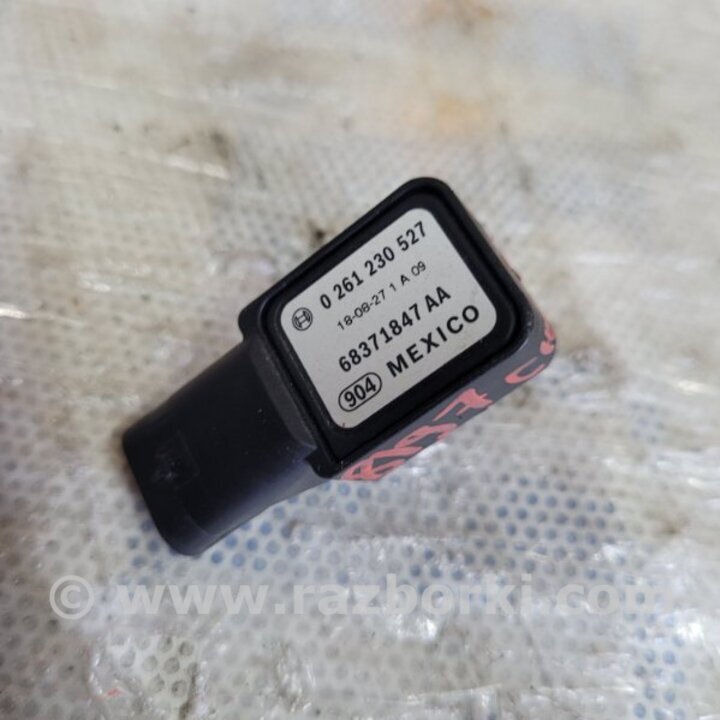 0 261 230 527
18-08-27 1 A 09
68371847 AA
904 MEXICO
© www.razborki.com